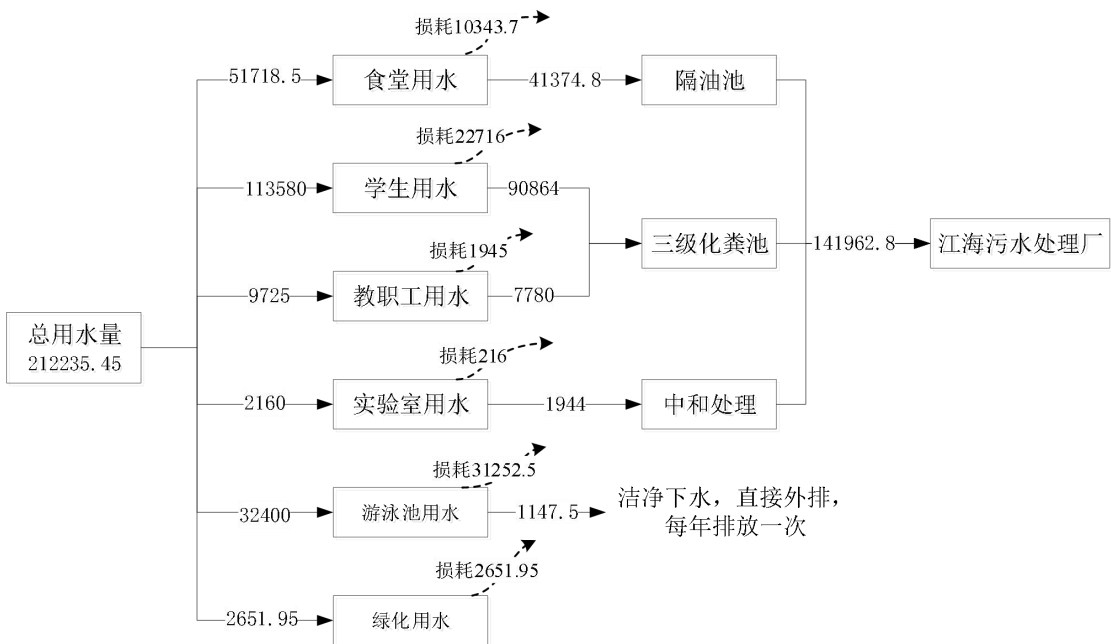 损耗10343.7
51718.5
食堂用水
41374.8
隔油池
损耗22716
113580
学生用水
90864
三级化粪池
141962.8
江海污水处理厂
损耗1945
9725
教职工用水
7780
总用水量
212235.45
损耗216
2160
实验室用水
1944
中和处理
损耗31252.5
32400
游泳池用水
1147.5
洁净下水，直接外排，
每年排放一次
损耗2651.95
2651.95
绿化用水